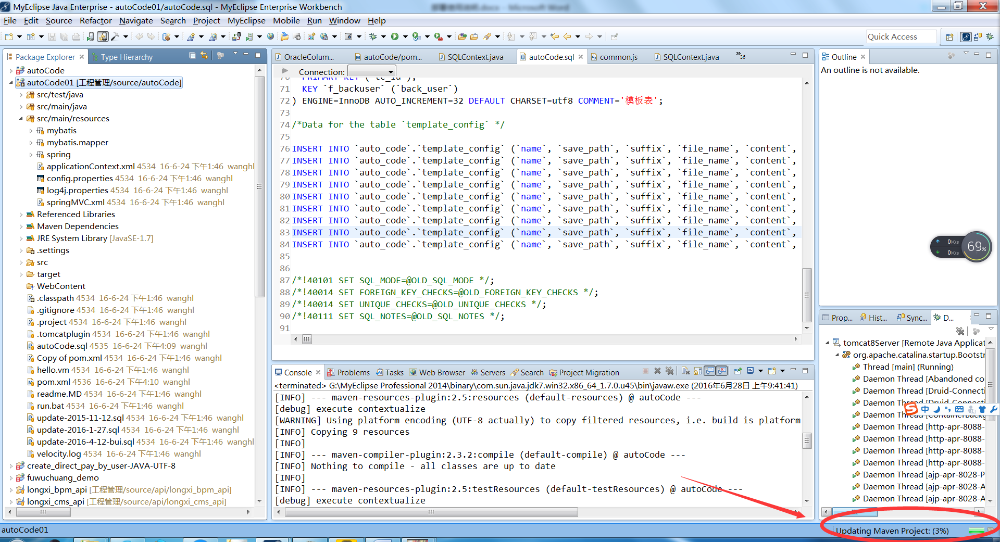 MyEclipse Java Enterprise - autoCode01/autoCode.sql - MyEclipse Enterprise Workbench
File Edit Source Refactor Navigate Search Project MyEclipse Mobile Run Window Help
Quick Access
Package Explorer
Type Hierarchy
autoCode
autoCode01 [工程管理/source/autoCode]
src/test/java
src/main/java
src/main/resources
mybatis
mybatis.mapper
spring
applicationContext.xml 4534 16-6-24 下午1:46 wanghl
config.properties 4534 16-6-24 下午1:46 wanghl
log4j.properties 4534 16-6-24 下午1:46 wanghl
springMVC.xml 4534 16-6-24 下午1:46 wanghl
Referenced Libraries
Maven Dependencies
JRE System Library [JavaSE-1.7]
.settings
src
target
WebContent
.classpath 4534 16-6-24 下午1:46 wanghl
.gitignore 4534 16-6-24 下午1:46 wanghl
.project 4534 16-6-24 下午1:46 wanghl
.tomcatplugin 4534 16-6-24 下午1:46 wanghl
autoCode.sql 4535 16-6-24 下午4:09 wanghl
Copy of pom.xml 4534 16-6-24 下午1:46 wanghl
hello.vm 4534 16-6-24 下午1:46 wanghl
pom.xml 4536 16-6-24 下午4:10 wanghl
readme.MD 4534 16-6-24 下午1:46 wanghl
run.bat 4534 16-6-24 下午1:46 wanghl
update-2015-11-12.sql 4534 16-6-24 下午1:46 wanghl
update-2016-1-27.sql 4534 16-6-24 下午1:46 wanghl
update-2016-4-12-bui.sql 4534 16-6-24 下午1:46 wanghl
velocity.log 4534 16-6-24 下午1:46 wanghl
create_direct_pay_by_user-JAVA-UTF-8
fuwuchuang_demo
longxi_bpm_api [工程管理/source/api/longxi_bpm_api]
longxi_cms_api [工程管理/source/api/longxi_cms_api]
OracleColum... autoCode/pom... SQLContext.java autoCode.sql common.js SQLContext.java »36
Connection:
70 PRIMARY KEY (`tc_id`),
71 KEY `f_backuser` (`back_user`)
72 ) ENGINE=InnoDB AUTO_INCREMENT=32 DEFAULT CHARSET=utf8 COMMENT='模板表';
73
74 /*Data for the table `template_config` */
75
76 INSERT INTO `auto_code`.`template_config` (`name`, `save_path`, `suffix`, `file_name`, `content`,
77 INSERT INTO `auto_code`.`template_config` (`name`, `save_path`, `suffix`, `file_name`, `content`,
78 INSERT INTO `auto_code`.`template_config` (`name`, `save_path`, `suffix`, `file_name`, `content`,
79 INSERT INTO `auto_code`.`template_config` (`name`, `save_path`, `suffix`, `file_name`, `content`,
80 INSERT INTO `auto_code`.`template_config` (`name`, `save_path`, `suffix`, `file_name`, `content`,
81 INSERT INTO `auto_code`.`template_config` (`name`, `save_path`, `suffix`, `file_name`, `content`,
82 INSERT INTO `auto_code`.`template_config` (`name`, `save_path`, `suffix`, `file_name`, `content`,
83 INSERT INTO `auto_code`.`template_config` (`name`, `save_path`, `suffix`, `file_name`, `content`,
84 INSERT INTO `auto_code`.`template_config` (`name`, `save_path`, `suffix`, `file_name`, `content`,
85
86
87 /*!40101 SET SQL_MODE=@OLD_SQL_MODE */;
88 /*!40014 SET FOREIGN_KEY_CHECKS=@OLD_FOREIGN_KEY_CHECKS */;
89 /*!40014 SET UNIQUE_CHECKS=@OLD_UNIQUE_CHECKS */;
90 /*!40111 SET SQL_NOTES=@OLD_SQL_NOTES */;
91
Console Problems Tasks Web Browser Servers Search Project Migration
<terminated> G:\MyEclipse Professional 2014\binary\com.sun.java.jdk7.win32.x86_64_1.7.0.u45\bin\javaw.exe (2016年6月28日 上午9:41:41)
[INFO] --- maven-resources-plugin:2.5:resources (default-resources) @ autoCode ---
[debug] execute contextualize
[WARNING] Using platform encoding (UTF-8 actually) to copy filtered resources, i.e. build is platform
[INFO] Copying 9 resources
[INFO]
[INFO] --- maven-compiler-plugin:2.3.2:compile (default-compile) @ autoCode ---
[INFO] Nothing to compile - all classes are up to date
[INFO]
[INFO] --- maven-resources-plugin:2.5:testResources (default-testResources) @ autoCode ---
[debug] execute contextualize
Outline
An outline is not available.
0K/s
0K/s
69%
Prop... Hist... Sync... D...
tomcat8Server [Remote Java Applicat
org.apache.catalina.startup.Bootstr
Thread [main] (Running)
Daemon Thread [Abandoned co
Daemon Thread [Druid-Connecti
Daemon Thread [Druid-Connecti
中
Daemon Thread [ContainerBackg
Daemon Thread [http-apr-8088-
Daemon Thread [http-apr-8088-
Daemon Thread [http-apr-8088-
Daemon Thread [http-apr-8088-
Daemon Thread [ajp-apr-8028-P
Daemon Thread [ajp-apr-8028-A
Daemon Thread [ajp-apr-8028-A
autoCode01
Updating Maven Project: (3%)